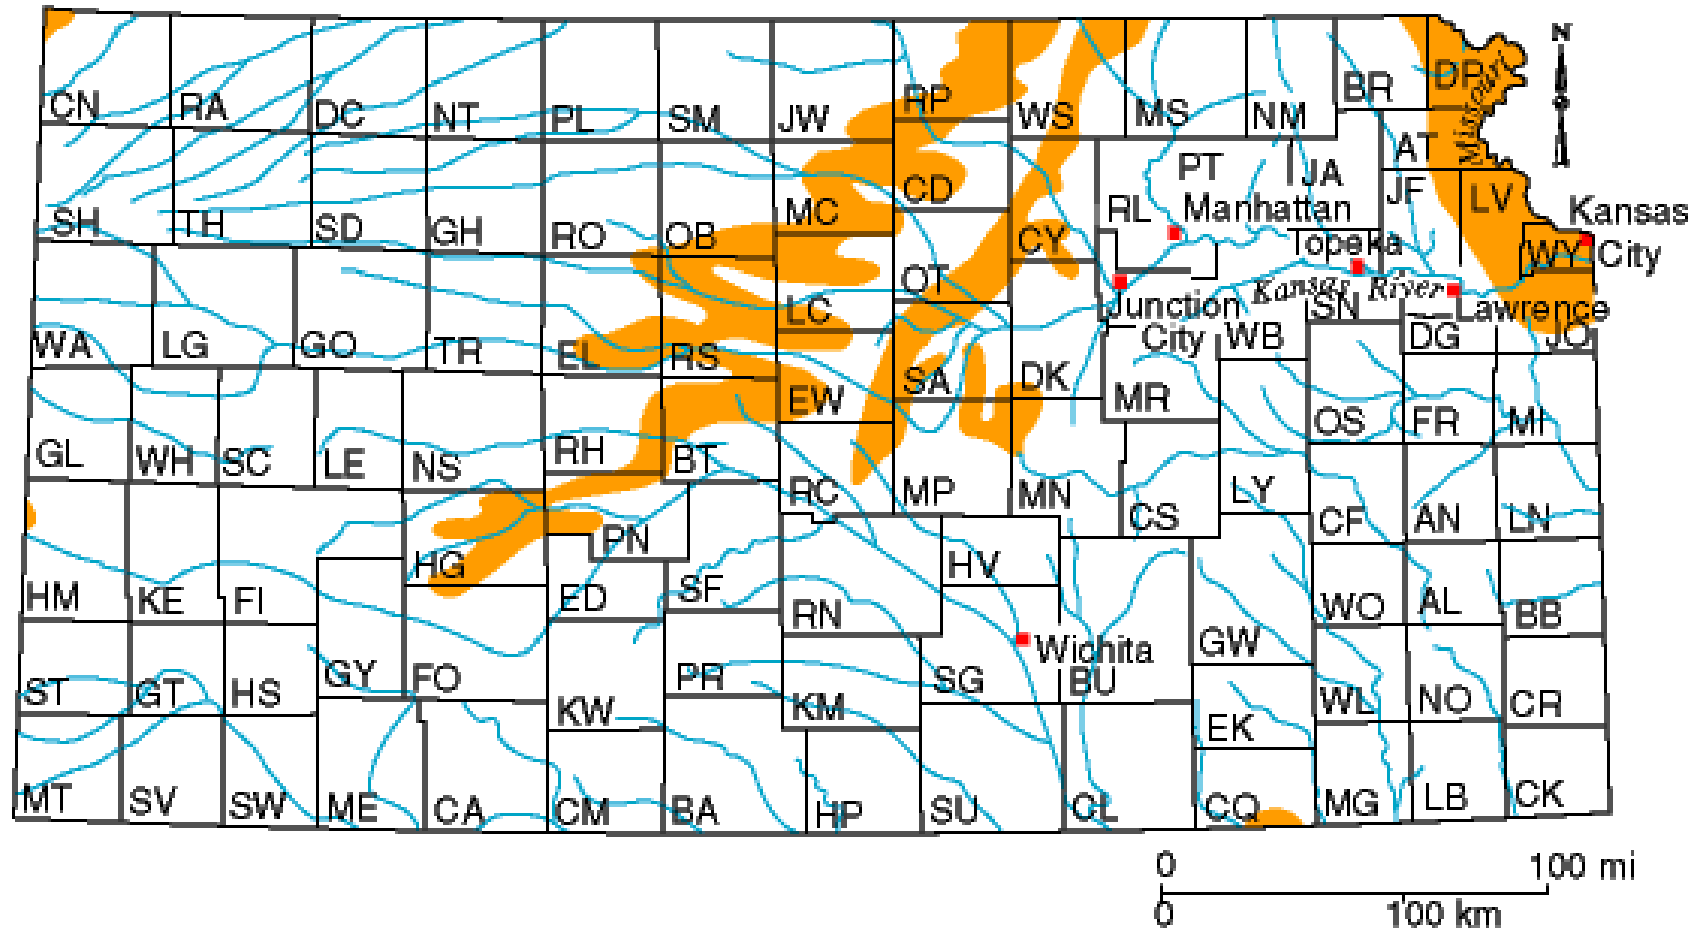 N
CN
RA
DC
NT
PL
SM
JW
RP
WS
MS
NM
BR
DP
Missouri
SH
TH
SD
GH
RO
OB
MC
CD
CY
RL
PT
JA
AT
JF
LV
Manhattan
Topeka
Kansas
City
WY
WA
LG
GO
TR
EL
RS
LC
OT
Junction
City
Kansas River
SN
Lawrence
WB
DG
JO
GL
WH
SC
LE
NS
RH
BT
EW
SA
DK
MR
OS
FR
MI
RC
MP
MN
CS
LY
CF
AN
LN
HM
KE
FI
HG
PN
ED
SF
RN
HV
WO
AL
BB
ST
GT
HS
GY
FO
KW
PR
KM
SG
Wichita
BU
GW
EK
WL
NO
CR
MT
SV
SW
ME
CA
CM
BA
HP
SU
CL
CQ
MG
LB
CK
0 100 mi
0 100 km